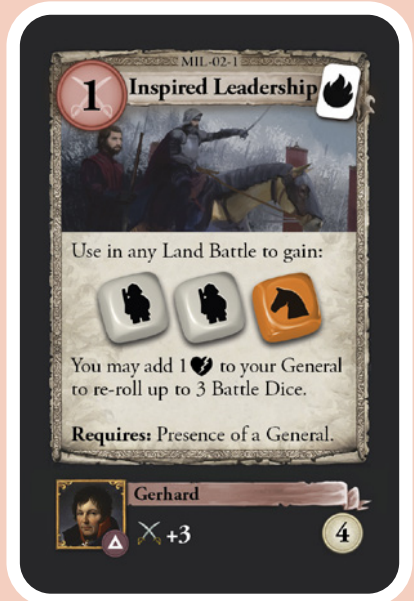 MIL-02-1
1 Inspired Leadership
Use in any Land Battle to gain:
You may add 1 to your General
to re-roll up to 3 Battle Dice.
Requires: Presence of a General.
Gerhard
+3
4